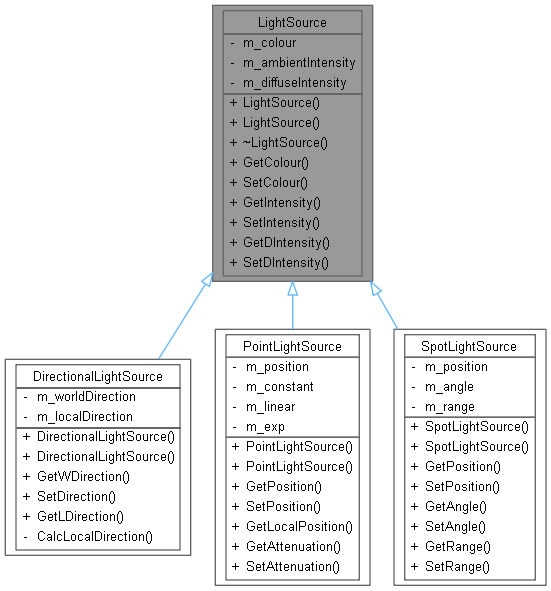 LightSource
- m_colour
- m_ambientIntensity
- m_diffuseIntensity
+ LightSource()
+ LightSource()
+ ~LightSource()
+ GetColour()
+ SetColour()
+ GetIntensity()
+ SetIntensity()
+ GetDIntensity()
+ SetDIntensity()
DirectionalLightSource
- m_worldDirection
- m_localDirection
+ DirectionalLightSource()
+ DirectionalLightSource()
+ GetWDirection()
+ SetDirection()
+ GetLDirection()
- CalcLocalDirection()
PointLightSource
- m_position
- m_constant
- m_linear
- m_exp
+ PointLightSource()
+ PointLightSource()
+ GetPosition()
+ SetPosition()
+ GetLocalPosition()
+ GetAttenuation()
+ SetAttenuation()
SpotLightSource
- m_position
- m_angle
- m_range
+ SpotLightSource()
+ SpotLightSource()
+ GetPosition()
+ SetPosition()
+ GetAngle()
+ SetAngle()
+ GetRange()
+ SetRange()